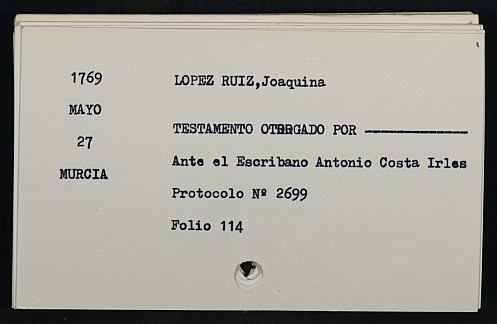 1769
MAYO
27
MURCIA
LOPEZ RUIZ,Joaquina
TESTAMENTO OTORGADO POR ----------------
Ante el Escribano Antonio Costa Irles
Protocolo Nº 2699
Folio 114